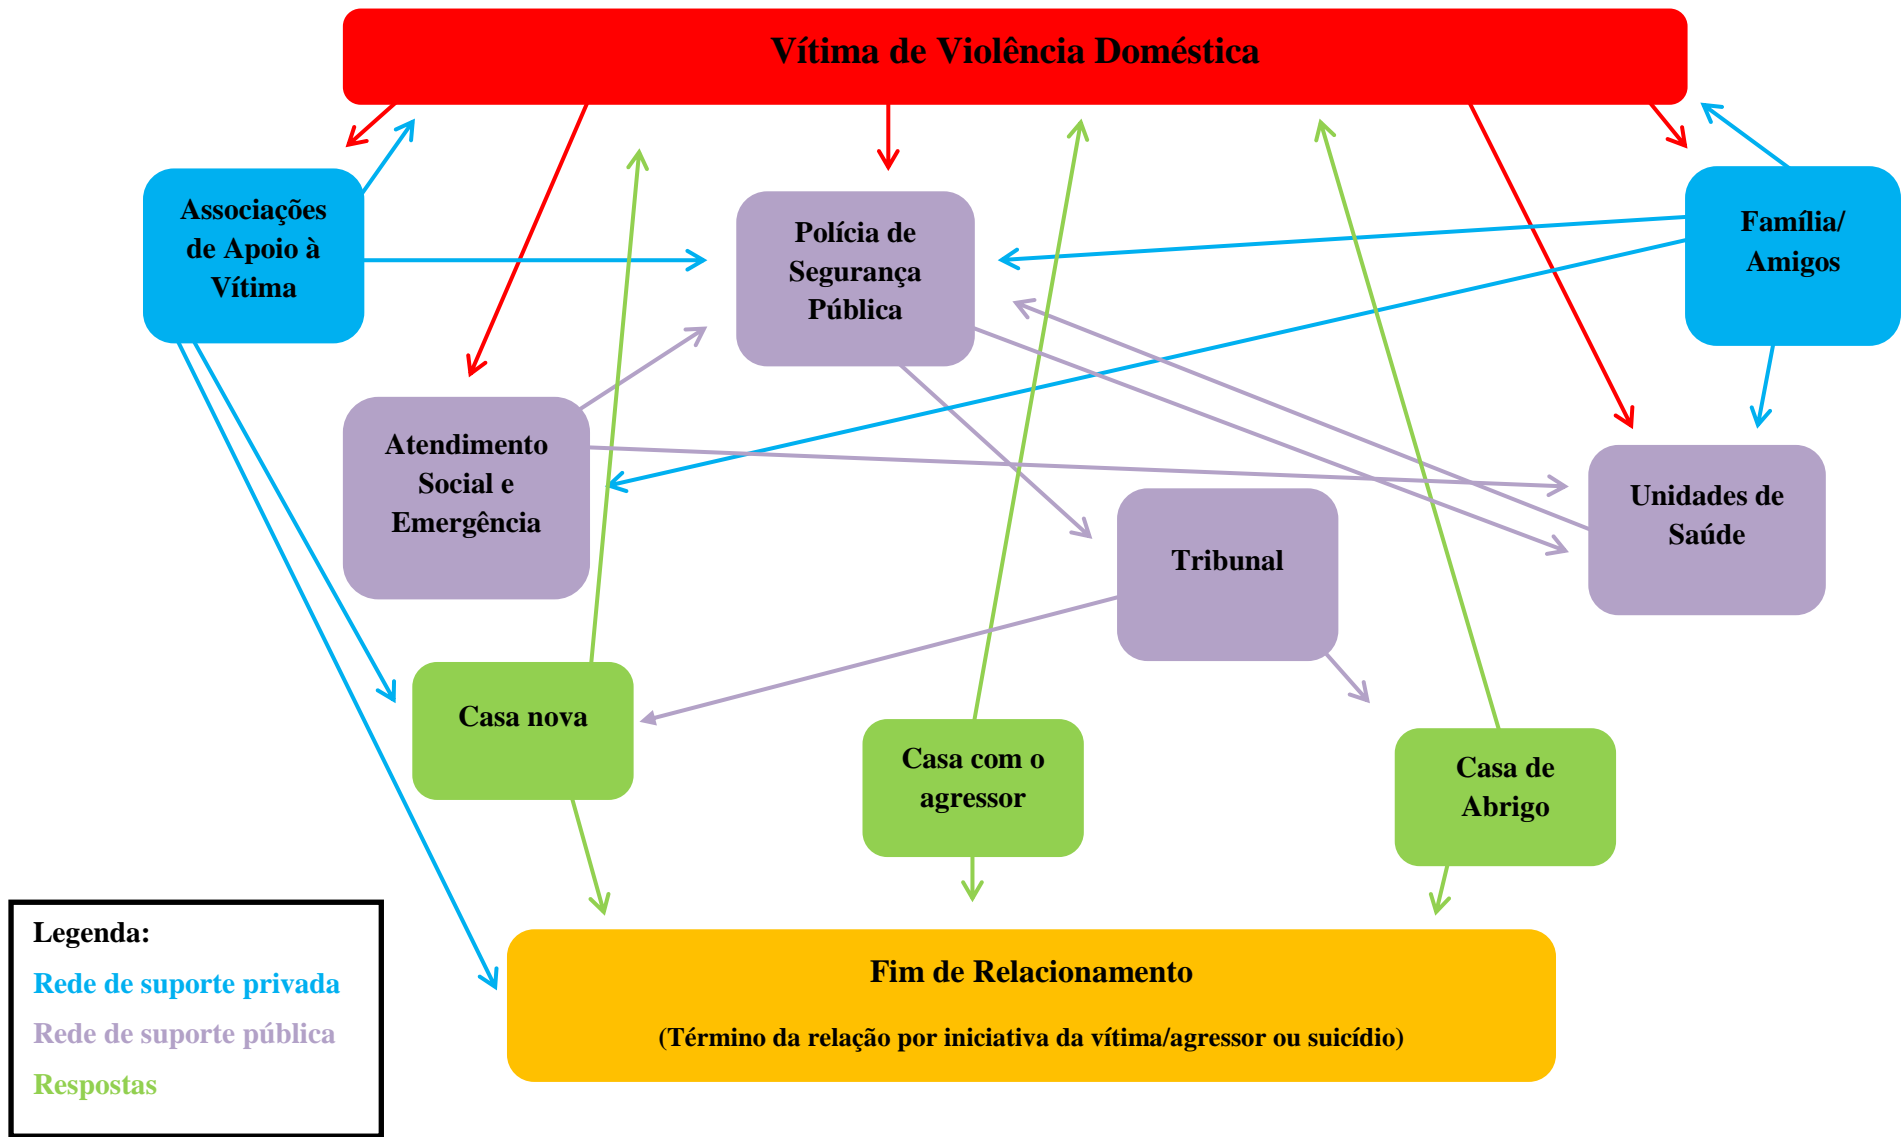 Vítima de Violência Doméstica
Associações
de Apoio à
Vítima
Polícia de
Segurança
Pública
Família/
Amigos
Atendimento
Social e
Emergência
Unidades de
Saúde
Tribunal
Casa nova
Casa com o
agressor
Casa de
Abrigo
Fim de Relacionamento
(Término da relação por iniciativa da vítima/agressor ou suicídio)
Legenda:
Rede de suporte privada
Rede de suporte pública
Respostas